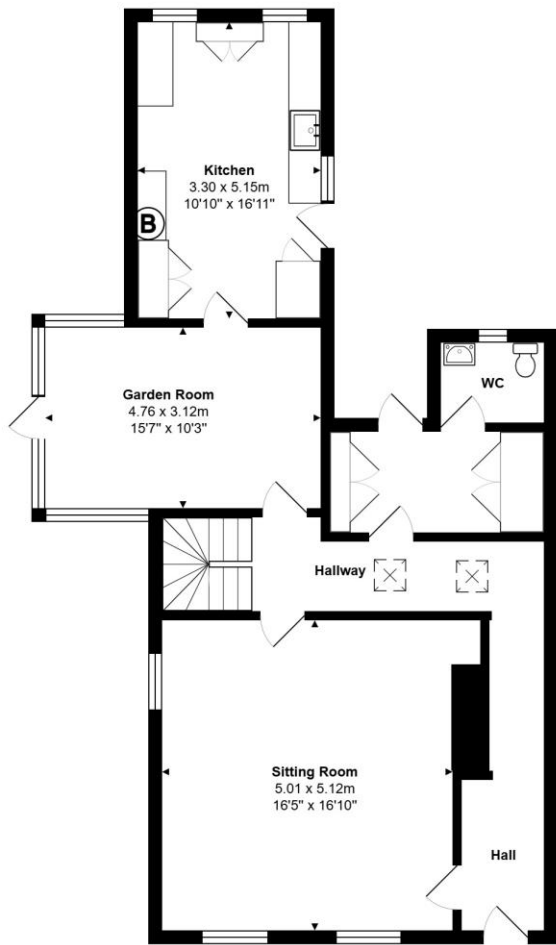 Kitchen
3.30 x 5.15m
10'10" x 16'11"
B
Garden Room
4.76 x 3.12m
15'7" x 10'3"
WC
Hallway
Sitting Room
5.01 x 5.12m
16'5" x 16'10"
Hall